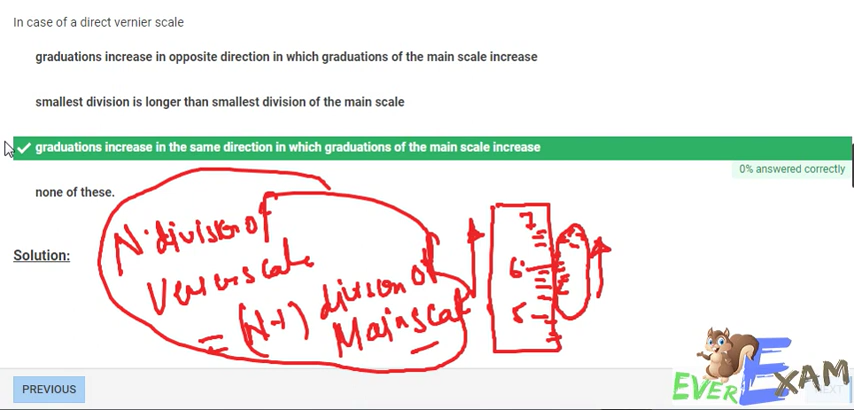 In case of a direct vernier scale
graduations increase in opposite direction in which graduations of the main scale increase
smallest division is longer than smallest division of the main scale
graduations increase in the same direction in which graduations of the main scale increase
0% answered correctly
none of these.
Solution:
N. division of
= (N-1) division of
Main scale
7
6
5
PREVIOUS
EVER EXAM